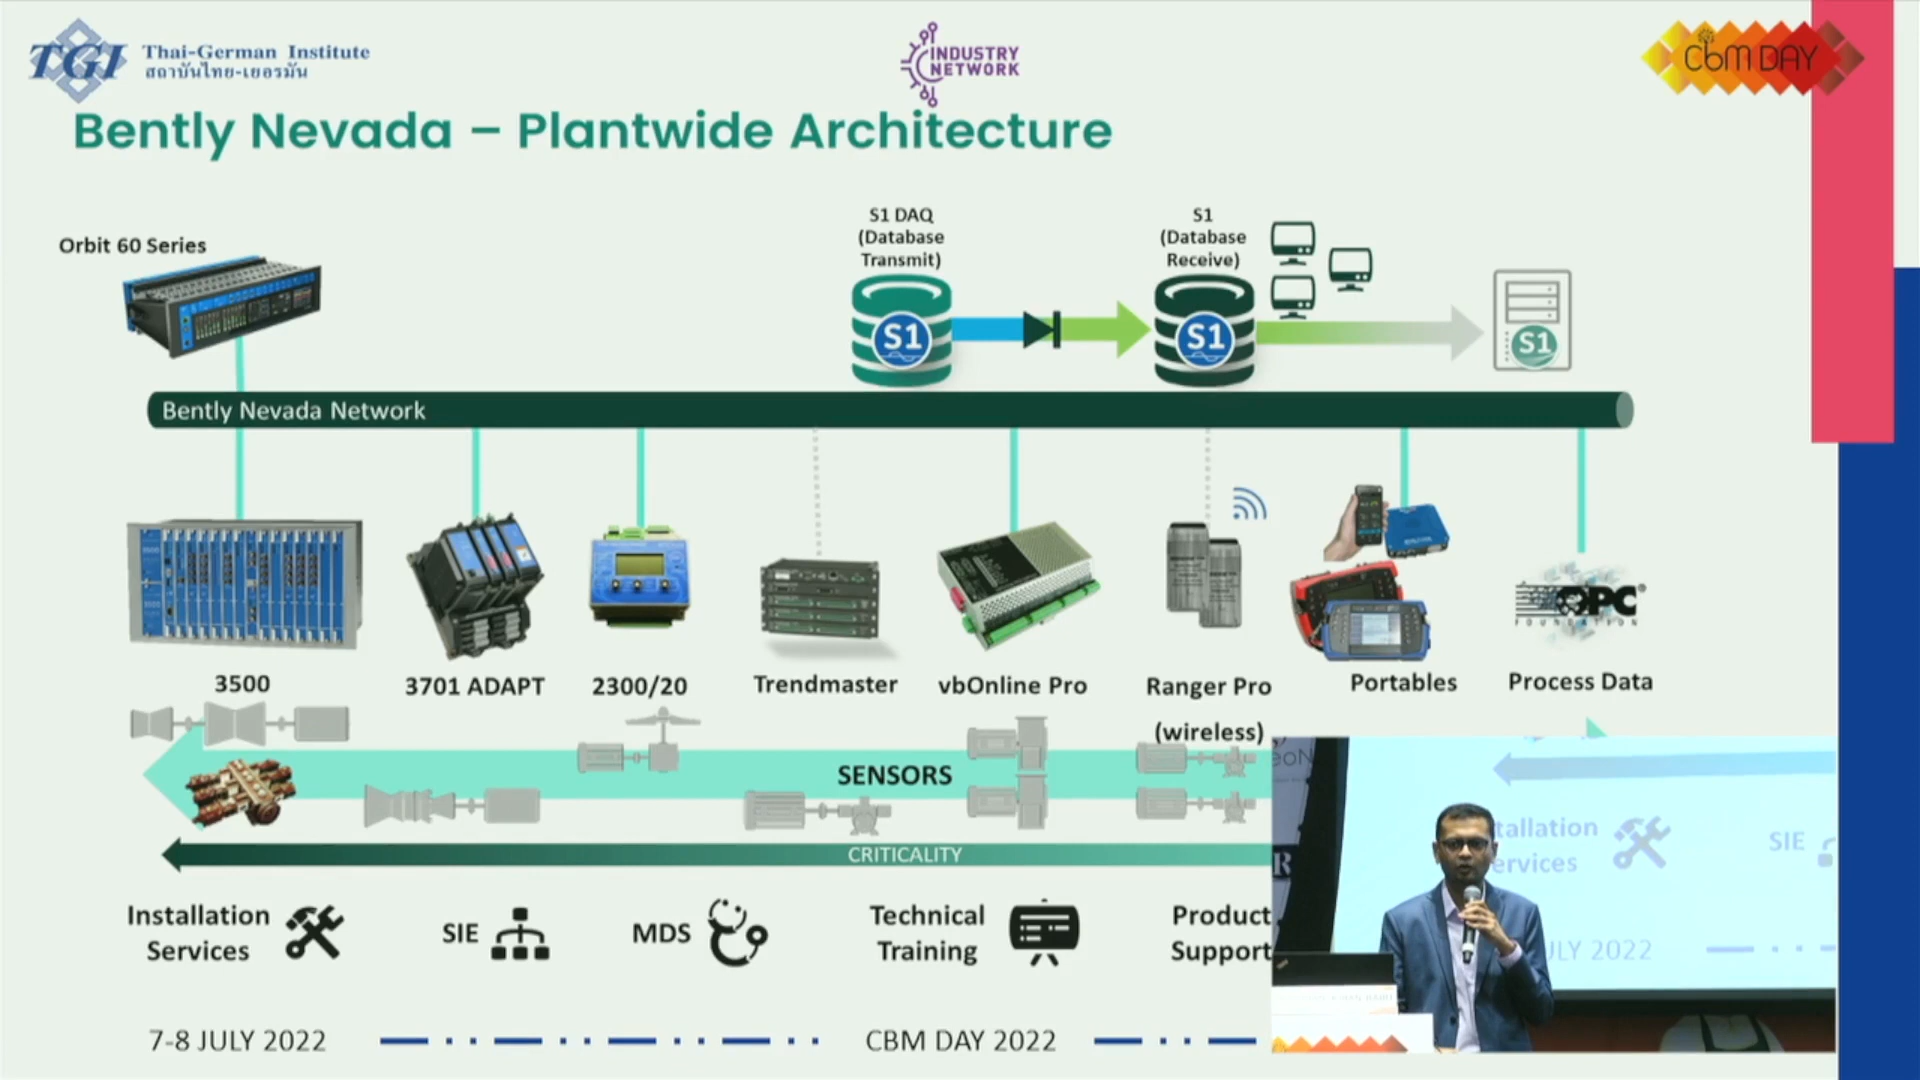 TGI Thai-German Institute
สถาบันไทย-เยอรมัน
INDUSTRY
NETWORK
cbm DAY
Bently Nevada – Plantwide Architecture
Orbit 60 Series
S1 DAQ
(Database
Transmit)
S1
(Database
Receive)
S1
S1
S1
Bently Nevada Network
OPC
FOUNDATION
3500
3701 ADAPT
2300/20
Trendmaster
vbOnline Pro
Ranger Pro
(wireless)
Portables
Process Data
SENSORS
CRITICALITY
Installation
Services
SIE
MDS
Technical
Training
Product
Support
tallation
ervices
SIE
JLY 2022
7-8 JULY 2022
CBM DAY 2022